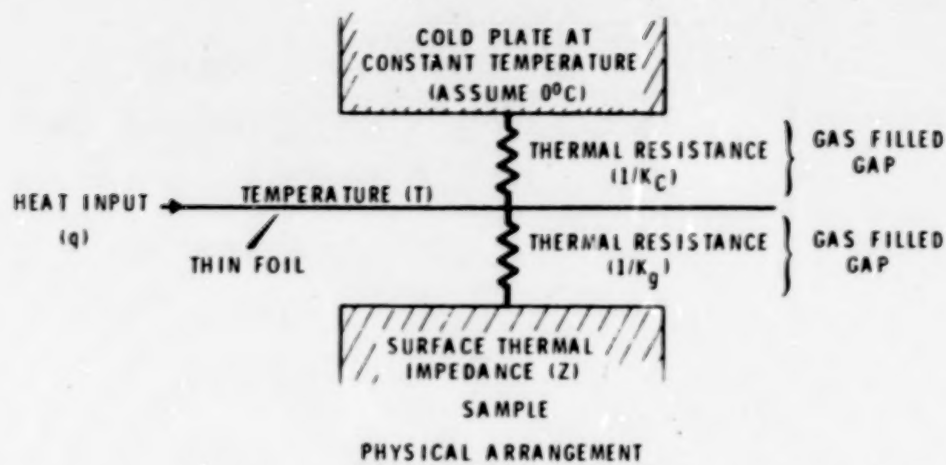 COLD PLATE AT
CONSTANT TEMPERATURE
(ASSUME 0⁰C)
THERMAL RESISTANCE
(1/K_C)
GAS FILLED
GAP
HEAT INPUT
(q)
TEMPERATURE (T)
THIN FOIL
THERMAL RESISTANCE
(1/K_g)
GAS FILLED
GAP
SURFACE THERMAL
IMPEDANCE (Z)
SAMPLE
PHYSICAL ARRANGEMENT